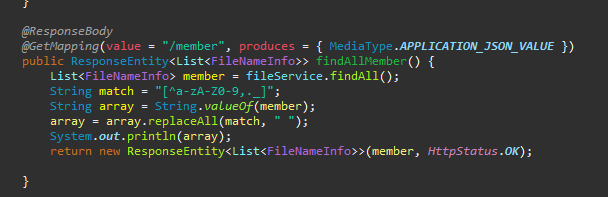 }
@ResponseBody
@GetMapping(value = "/member", produces = { MediaType.APPLICATION_JSON_VALUE })
public ResponseEntity<List<FileNameInfo>> findAllMember() {
List<FileNameInfo> member = fileService.findAll();
String match = "[^a-zA-Z0-9,._]";
String array = String.valueOf(member);
array = array.replaceAll(match, " ");
System.out.println(array);
return new ResponseEntity<List<FileNameInfo>>(member, HttpStatus.OK);
}